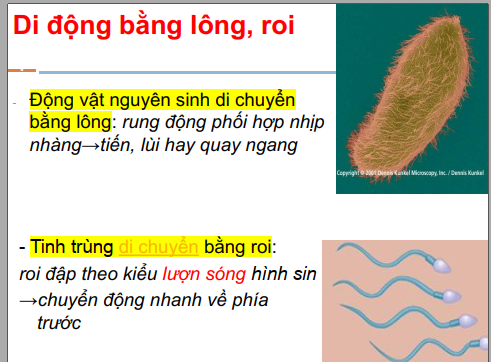 Di động bằng lông, roi
- Động vật nguyên sinh di chuyển
bằng lông: rung động phối hợp nhịp
nhàng→tiến, lùi hay quay ngang
Copyright © 2001 Dennis Kunkel Microscopy, Inc. / Dennis Kunkel
- Tinh trùng di chuyển bằng roi:
roi đập theo kiểu lượn sóng hình sin
→chuyển động nhanh về phía
trước